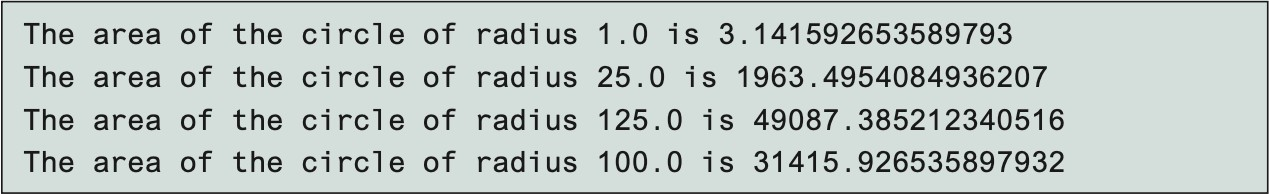 The area of the circle of radius 1.0 is 3.141592653589793
The area of the circle of radius 25.0 is 1963.4954084936207
The area of the circle of radius 125.0 is 49087.385212340516
The area of the circle of radius 100.0 is 31415.926535897932